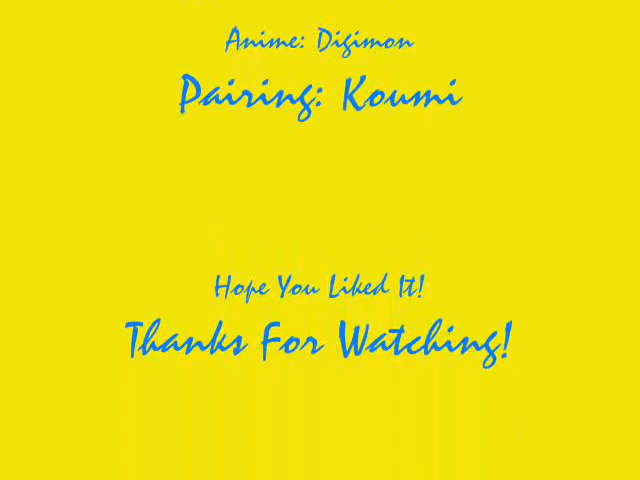 Anime: Digimon
Pairing: Koumi
Hope You Liked It!
Thanks For Watching!